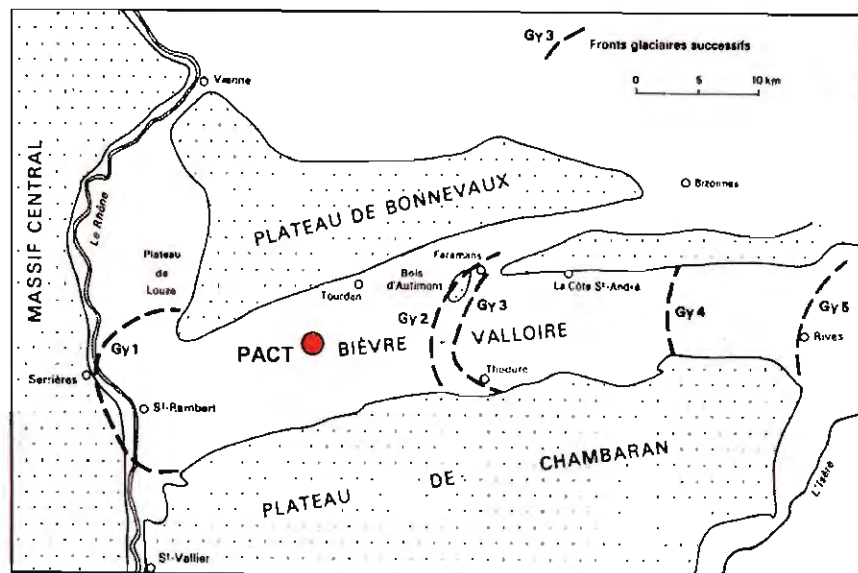 Gy 3
Fronts glaciaires successifs
0 5 10 km
Vienne
MASSIF CENTRAL
Le Rhône
PLATEAU DE BONNEVAUX
Bizonnes
Plateau
de
Louze
Faramans
Bois
d'Autimont
Tourdan
La Côte St-André
Gy 1
Gy 2
Gy 3
Gy 4
Gy 5
PACT
BIÈVRE
VALLOIRE
Rives
Serrières
Thodure
St-Rambert
PLATEAU DE CHAMBARAN
L'Isère
St-Vallier